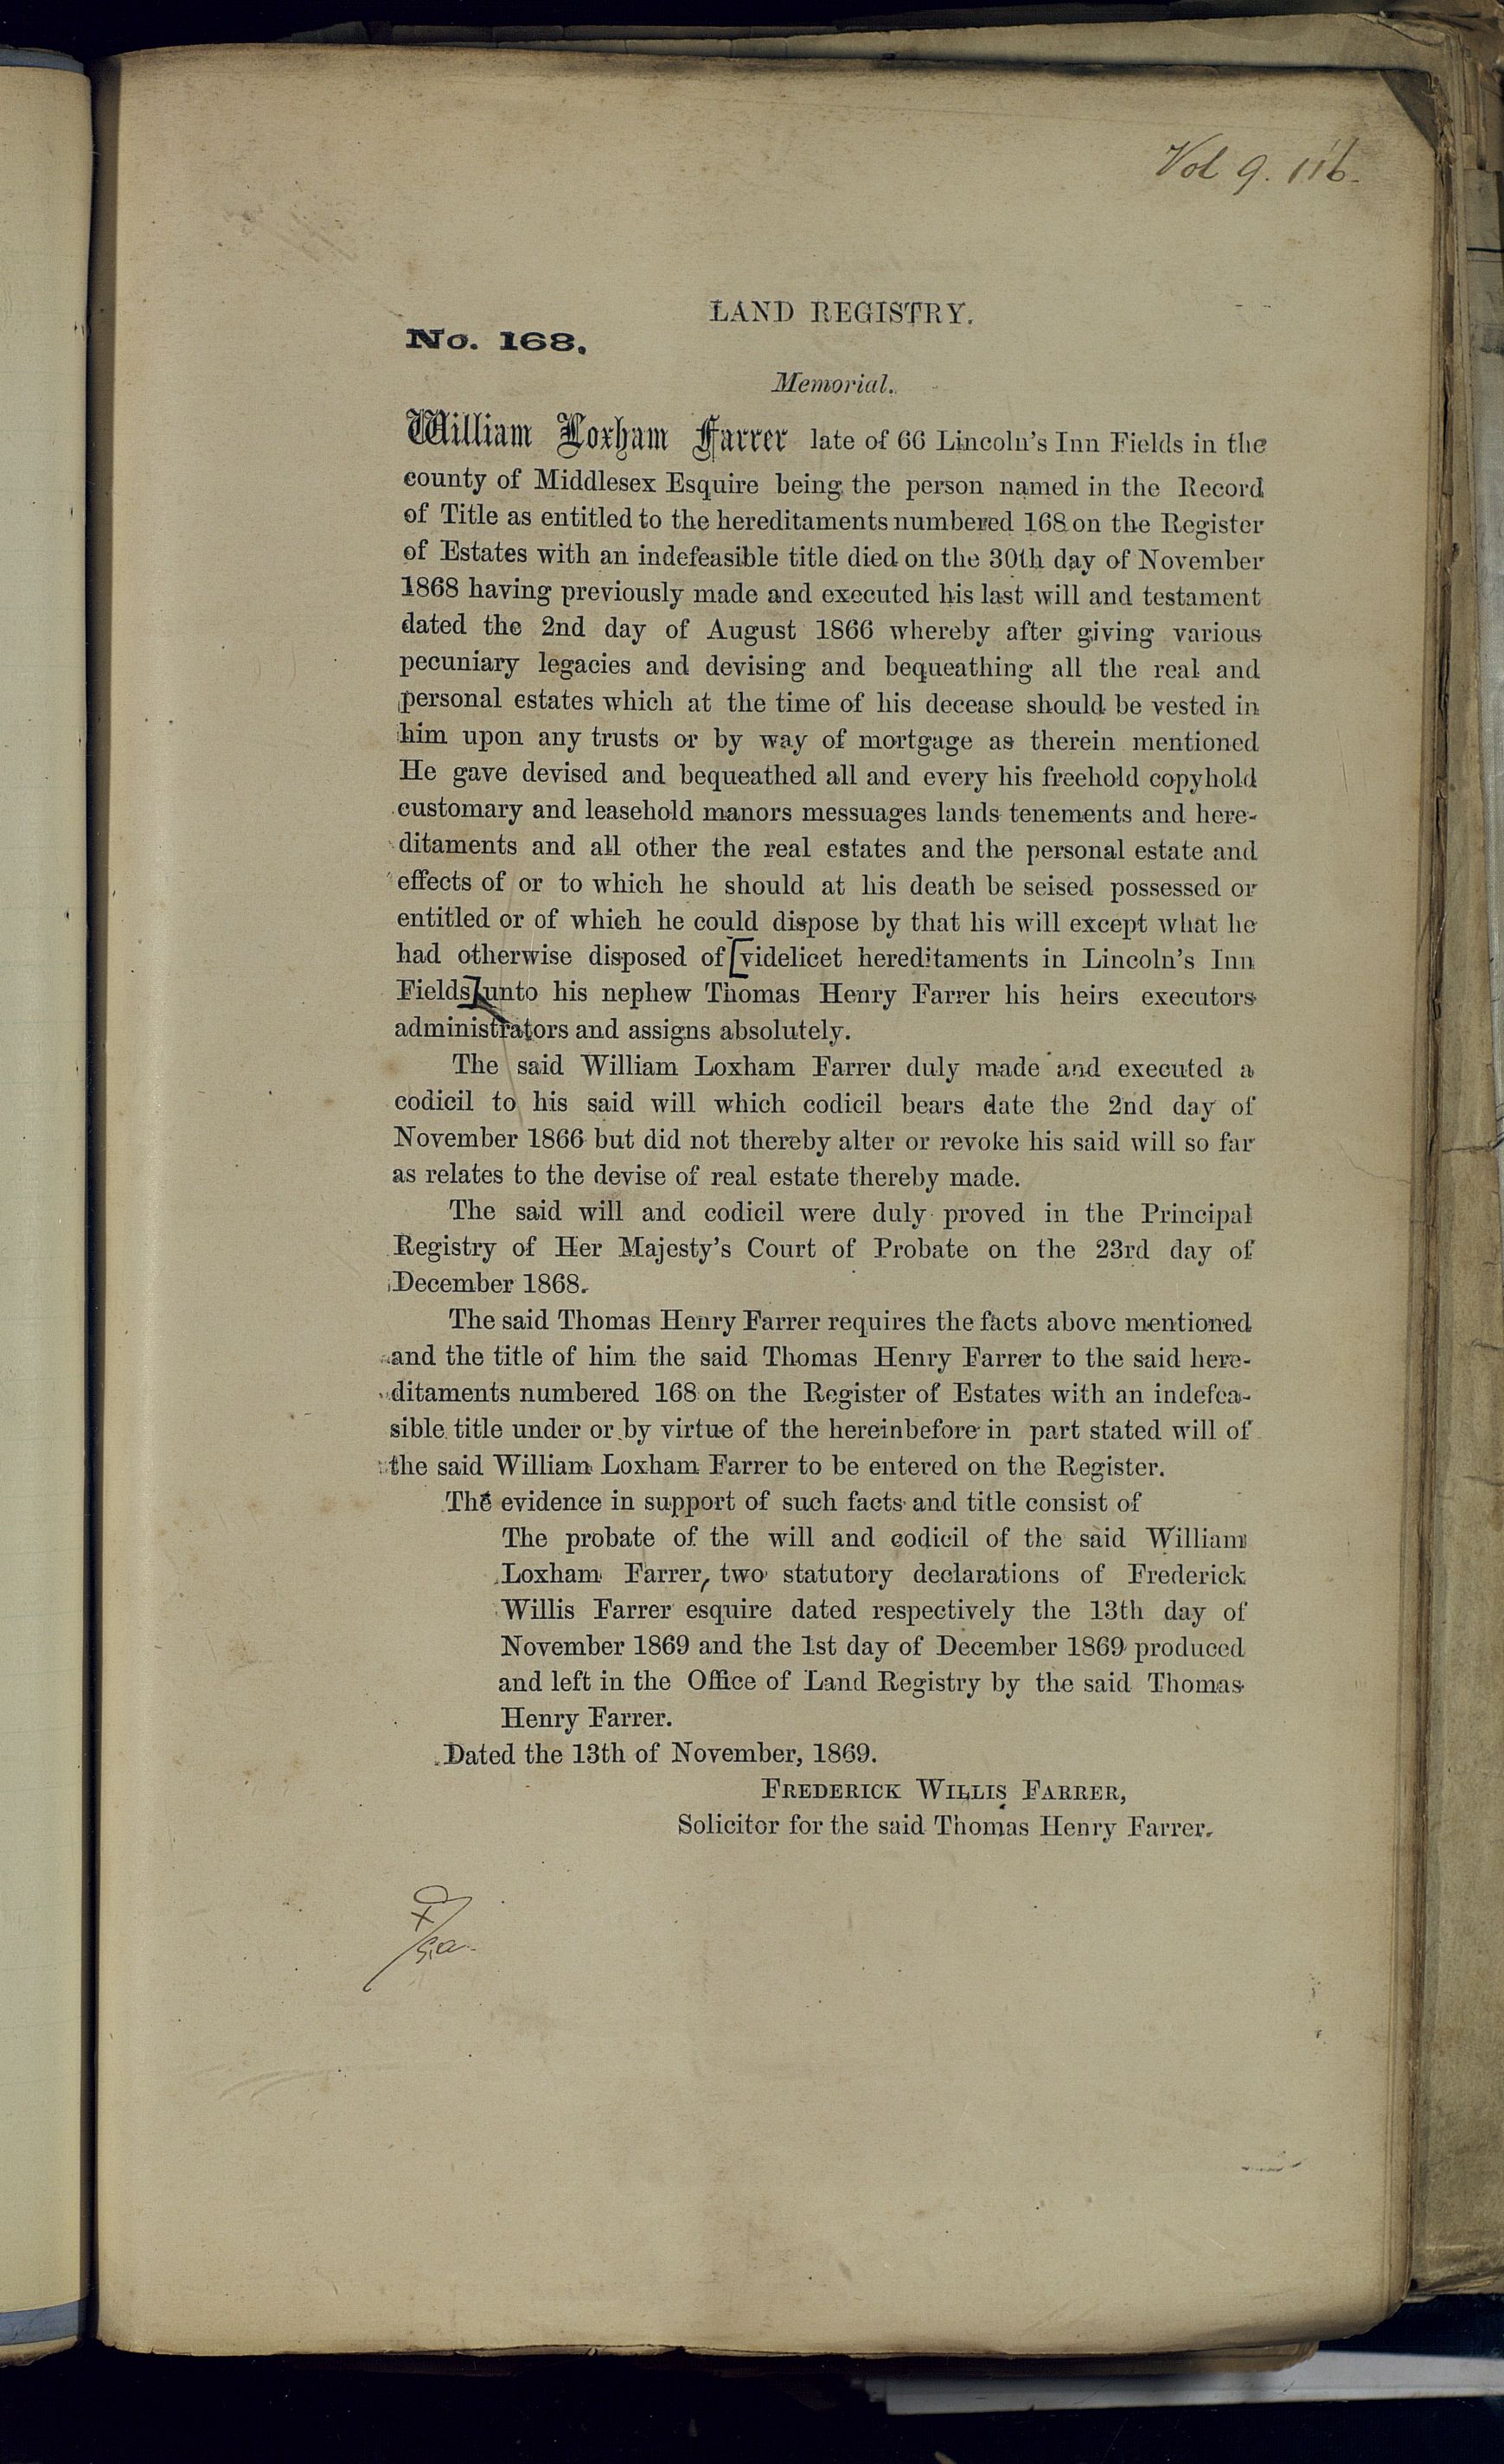 Vol 9. 116.
LAND REGISTRY.
No. 168.
Memorial.
William Loxham Farrer late of 66 Lincoln's Inn Fields in the
county of Middlesex Esquire being the person named in the Record
of Title as entitled to the hereditaments numbered 168 on the Register
of Estates with an indefeasible title died on the 30th day of November
1868 having previously made and executed his last will and testament
dated the 2nd day of August 1866 whereby after giving various
pecuniary legacies and devising and bequeathing all the real and
personal estates which at the time of his decease should be vested in
him upon any trusts or by way of mortgage as therein mentioned
He gave devised and bequeathed all and every his freehold copyhold
customary and leasehold manors messuages lands tenements and here-
ditaments and all other the real estates and the personal estate and
effects of or to which he should at his death be seised possessed or
entitled or of which he could dispose by that his will except what he
had otherwise disposed of [videlicet hereditaments in Lincoln's Inn
Fields] unto his nephew Thomas Henry Farrer his heirs executors
administrators and assigns absolutely.
The said William Loxham Farrer duly made and executed a
codicil to his said will which codicil bears date the 2nd day of
November 1866 but did not thereby alter or revoke his said will so far
as relates to the devise of real estate thereby made.
The said will and codicil were duly proved in the Principal
Registry of Her Majesty's Court of Probate on the 23rd day of
December 1868.
The said Thomas Henry Farrer requires the facts above mentioned
and the title of him the said Thomas Henry Farrer to the said here-
ditaments numbered 168 on the Register of Estates with an indefea-
sible title under or by virtue of the hereinbefore in part stated will of
the said William Loxham Farrer to be entered on the Register.
The evidence in support of such facts and title consist of
The probate of the will and codicil of the said William
Loxham Farrer, two statutory declarations of Frederick
Willis Farrer esquire dated respectively the 13th day of
November 1869 and the 1st day of December 1869 produced
and left in the Office of Land Registry by the said Thomas
Henry Farrer.
Dated the 13th of November, 1869.
FREDERICK WILLIS FARRER,
Solicitor for the said Thomas Henry Farrer.